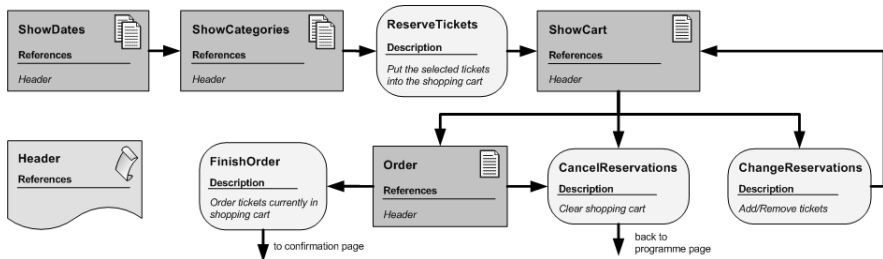 ShowDates
References
Header
ShowCategories
References
Header
ReserveTickets
Description
Put the selected tickets
into the shopping cart
ShowCart
References
Header
Header
References
FinishOrder
Description
Order tickets currently in
shopping cart
Order
References
Header
CancelReservations
Description
Clear shopping cart
ChangeReservations
Description
Add/Remove tickets
to confirmation page
back to
programme page